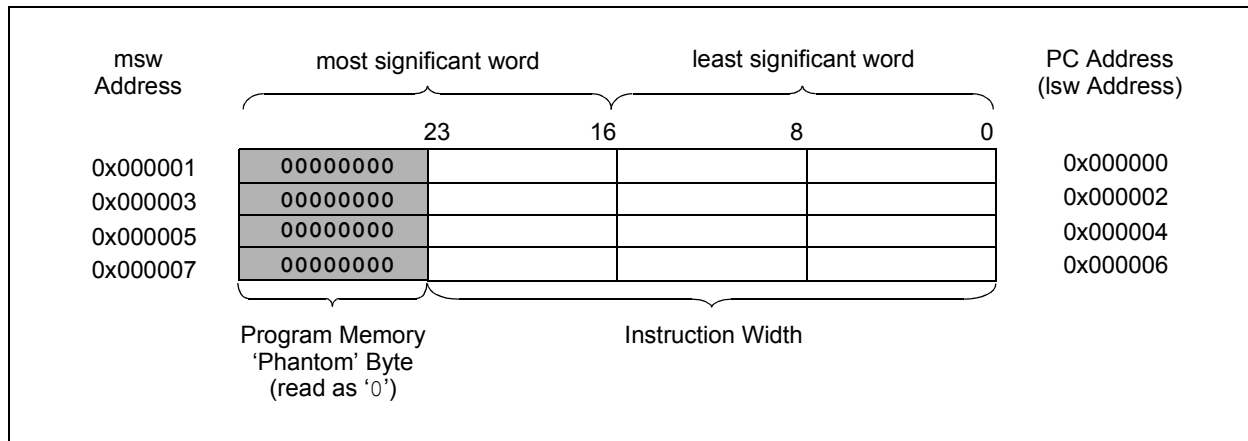 msw
Address
most significant word
least significant word
PC Address
(lsw Address)
23 16 8 0
0x000001 00000000 0x000000
0x000003 00000000 0x000002
0x000005 00000000 0x000004
0x000007 00000000 0x000006
Program Memory
‘Phantom’ Byte
(read as ‘0’)
Instruction Width